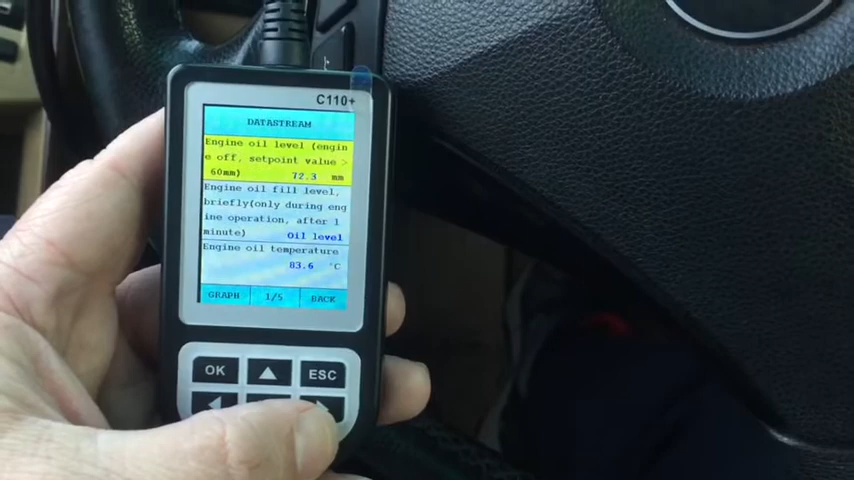 C110+
DATASTREAM
Engine oil level (engin
e off, setpoint value >
60mm) 72.3 mm
Engine oil fill level,
briefly(only during eng
ine operation, after 1
minute) Oil level
Engine oil temperature
83.6 °C
GRAPH 1/5 BACK
OK ESC